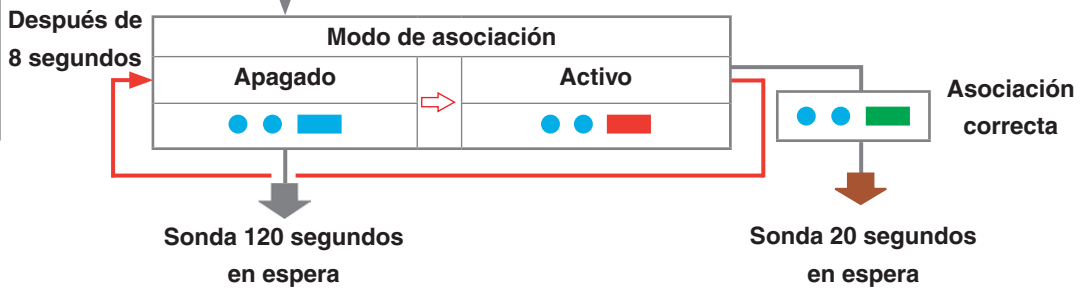 Después de
8 segundos
Modo de asociación
Apagado
Activo
Asociación
correcta
Sonda 120 segundos
en espera
Sonda 20 segundos
en espera